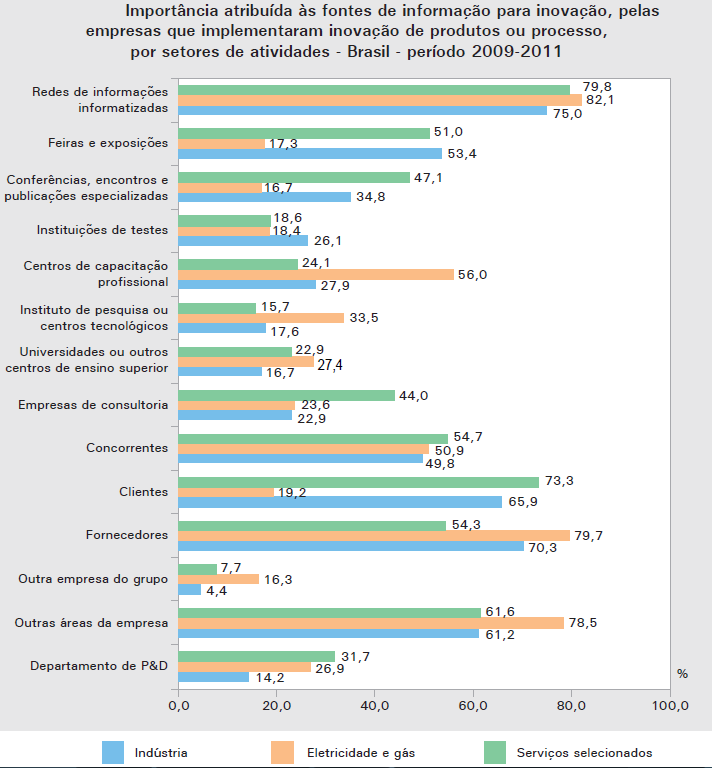 Importância atribuída às fontes de informação para inovação, pelas
empresas que implementaram inovação de produtos ou processo,
por setores de atividades - Brasil - período 2009-2011
Redes de informações
informatizadas
79,8
82,1
75,0
Feiras e exposições
51,0
17,3
53,4
Conferências, encontros e
publicações especializadas
47,1
16,7
34,8
Instituições de testes
18,6
18,4
26,1
Centros de capacitação
profissional
24,1
56,0
27,9
Instituto de pesquisa ou
centros tecnológicos
15,7
33,5
17,6
Universidades ou outros
centros de ensino superior
22,9
27,4
16,7
Empresas de consultoria
44,0
23,6
22,9
Concorrentes
54,7
50,9
49,8
Clientes
73,3
19,2
65,9
Fornecedores
54,3
79,7
70,3
Outra empresa do grupo
7,7
16,3
4,4
Outras áreas da empresa
61,6
78,5
61,2
Departamento de P&D
31,7
26,9
14,2
%
0,0 20,0 40,0 60,0 80,0 100,0
Indústria Eletricidade e gás Serviços selecionados